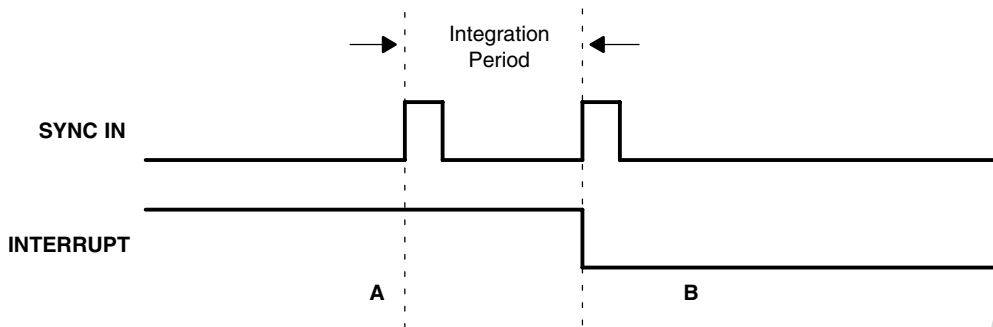 Integration
Period
SYNC IN
INTERRUPT
A
B